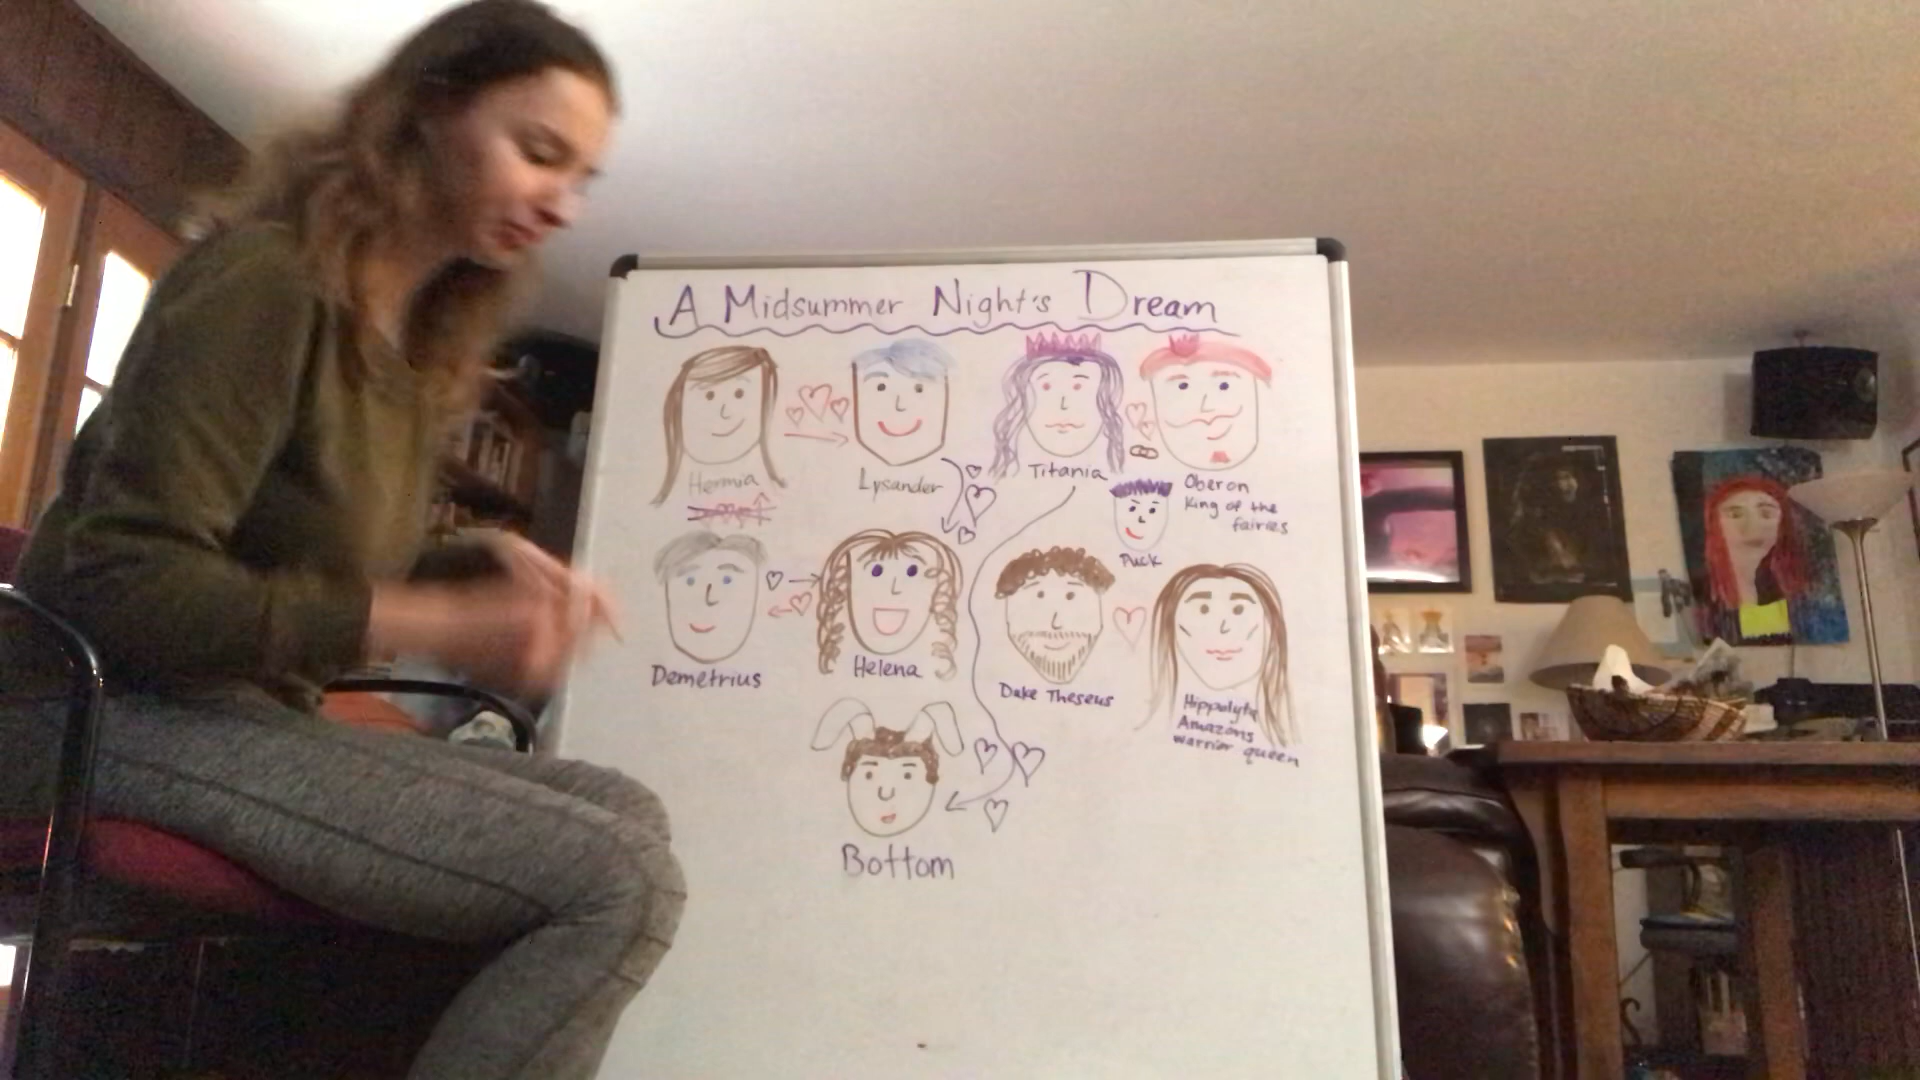 A Midsummer Night's Dream
Hermia
Lysander
Titania
Oberon
King of the
fairies
Puck
Demetrius
Helena
Duke Theseus
Hippolyta
Amazons
warrior queen
Bottom